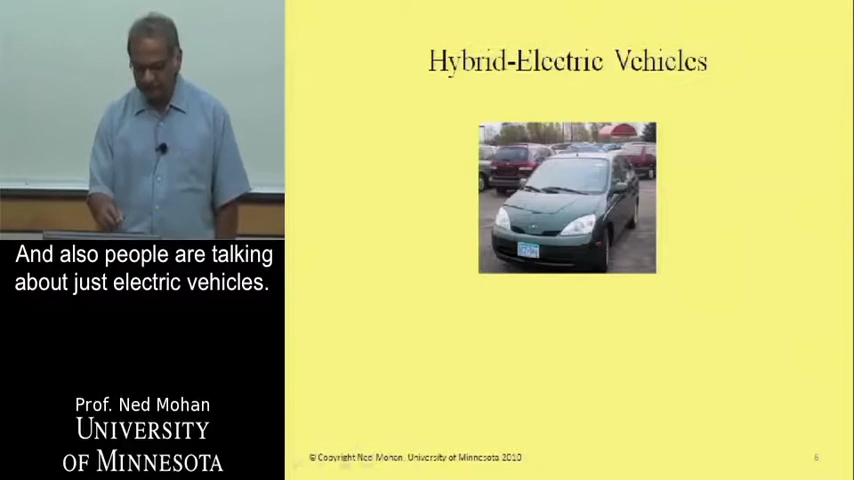 Hybrid-Electric Vehicles
And also people are talking
about just electric vehicles.
Prof. Ned Mohan
UNIVERSITY
OF MINNESOTA
© Copyright Ned Mohan, University of Minnesota 2010
6